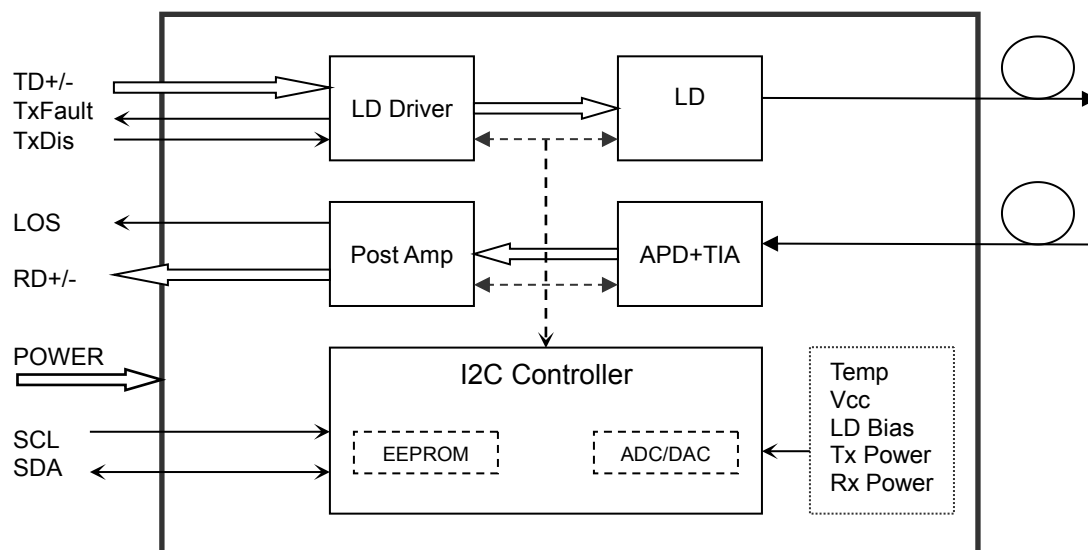 TD+/-
TxFault
TxDis
LD Driver
LD
LOS
RD+/-
Post Amp
APD+TIA
POWER
SCL
SDA
I2C Controller
EEPROM
ADC/DAC
Temp
Vcc
LD Bias
Tx Power
Rx Power